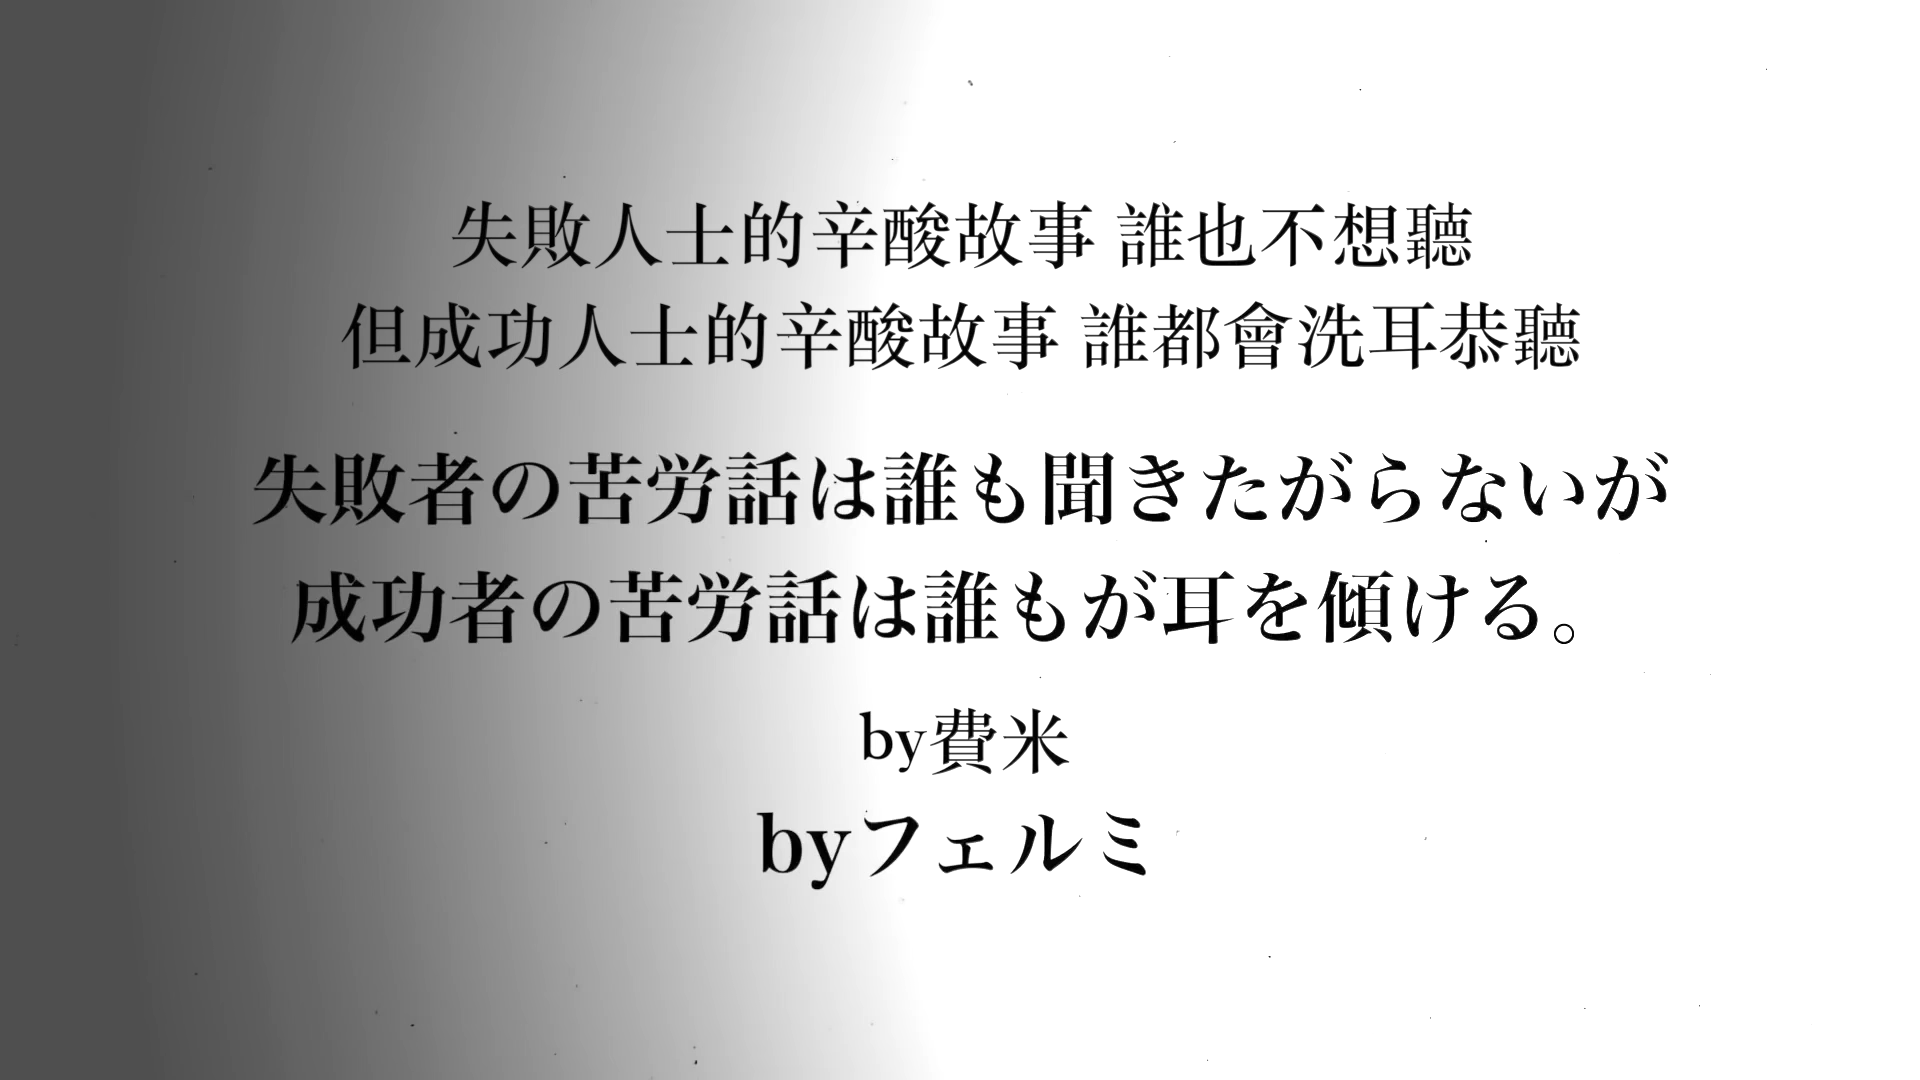 失敗人士的辛酸故事 誰也不想聽
但成功人士的辛酸故事 誰都會洗耳恭聽
失敗者の苦労話は誰も聞きたがらないが
成功者の苦労話は誰もが耳を傾ける。
by費米
byフェルミ